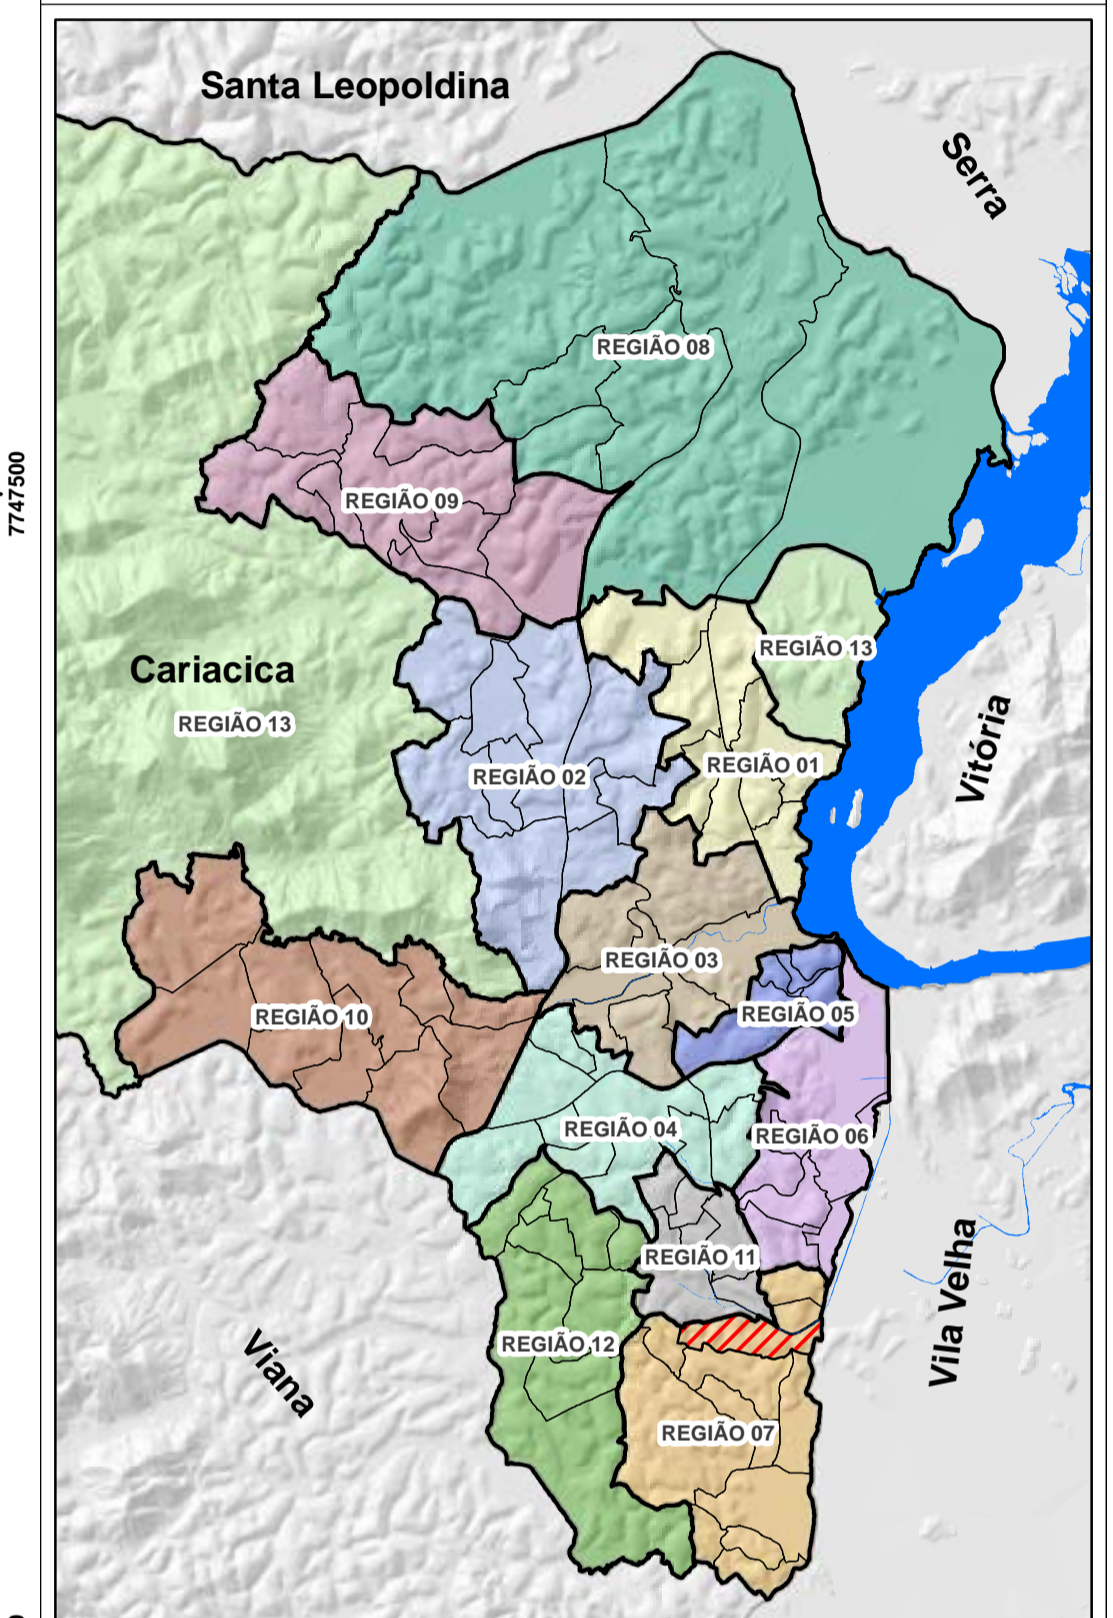 Santa Leopoldina
Serra
REGIÃO 08
7747500
REGIÃO 09
REGIÃO 13
Cariacica
REGIÃO 13
Vitória
REGIÃO 01
REGIÃO 02
REGIÃO 03
REGIÃO 05
REGIÃO 10
REGIÃO 04
REGIÃO 06
REGIÃO 11
Vila Velha
REGIÃO 12
Viana
REGIÃO 07